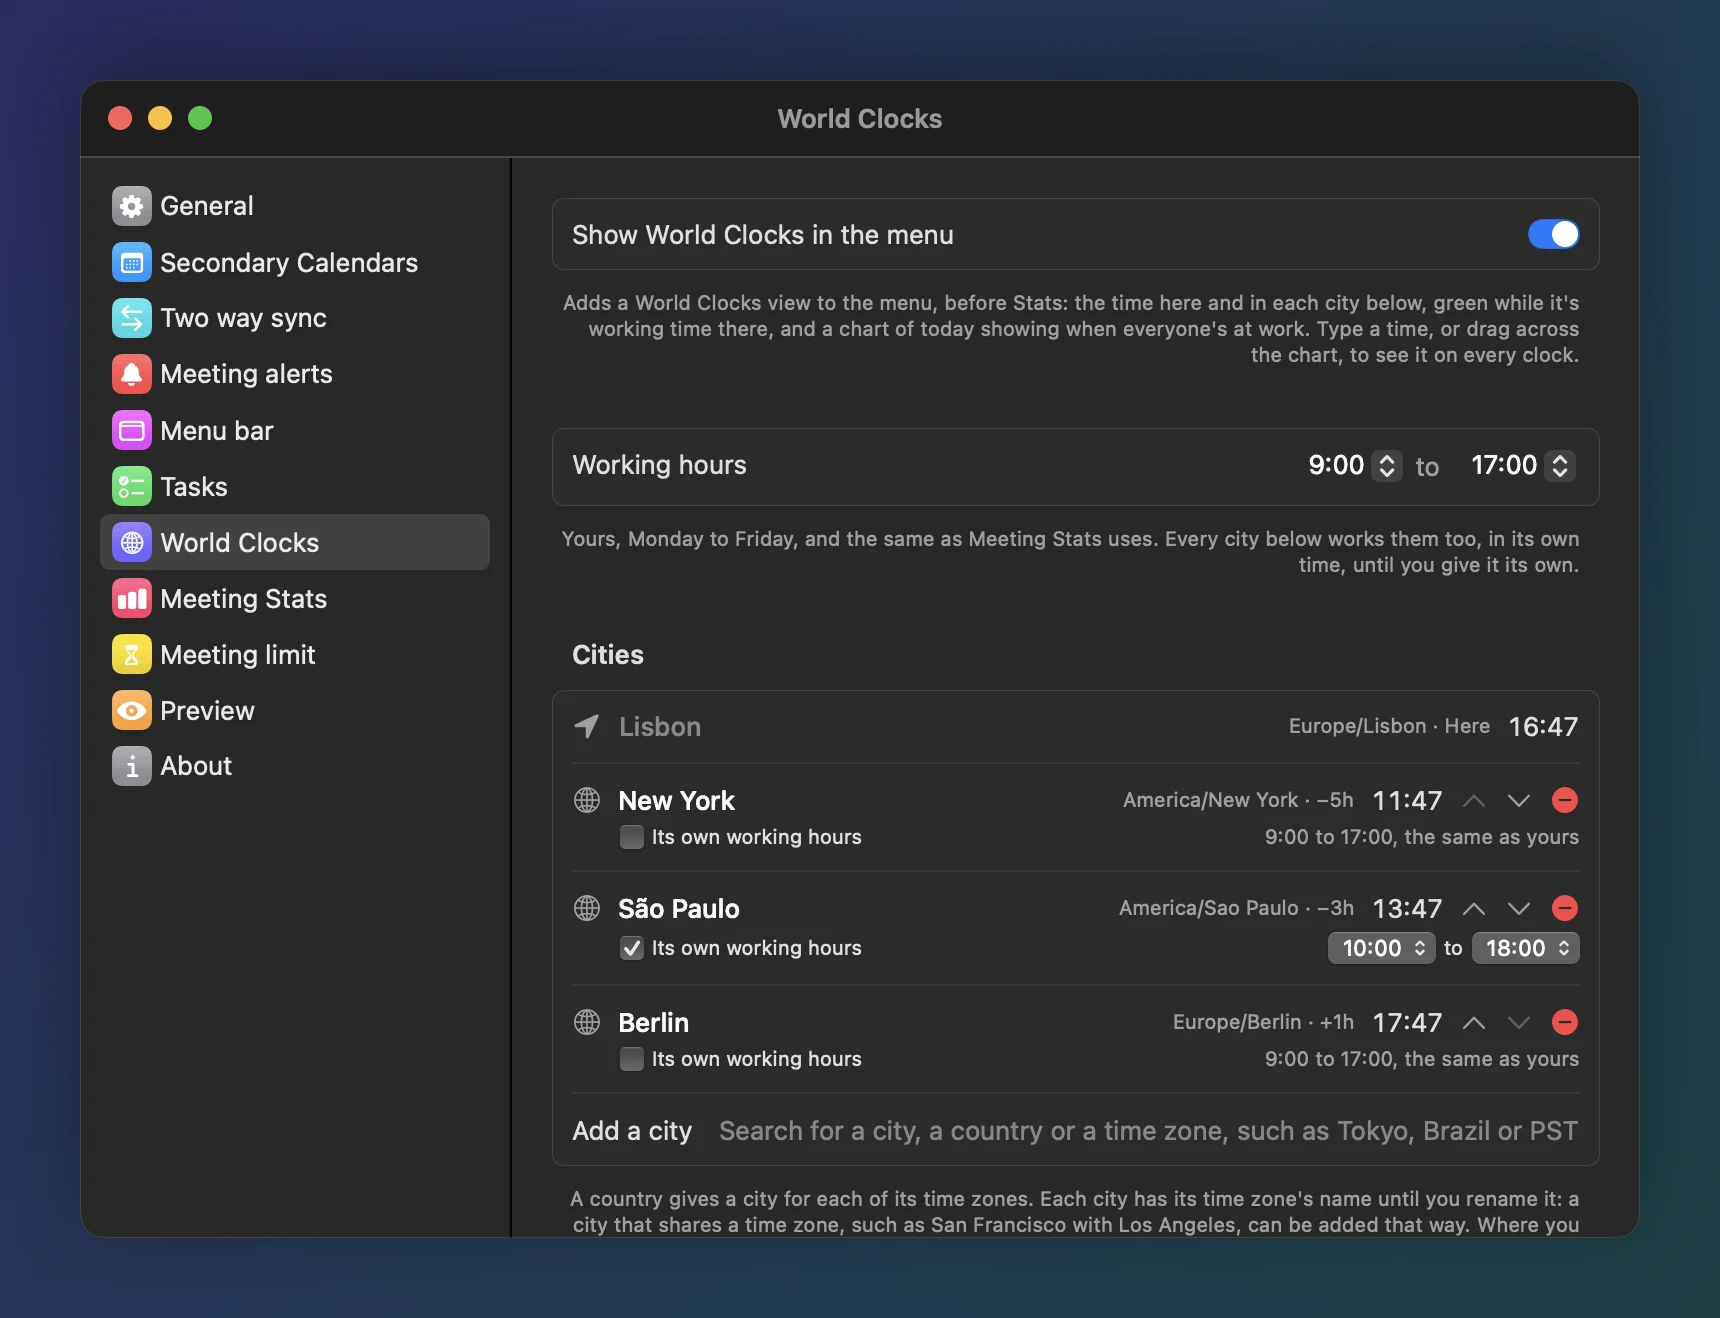 World Clocks
General
Secondary Calendars
Two way sync
Meeting alerts
Menu bar
Tasks
World Clocks
Meeting Stats
Meeting limit
Preview
About
Show World Clocks in the menu
Adds a World Clocks view to the menu, before Stats: the time here and in each city below, green while it's
working time there, and a chart of today showing when everyone's at work. Type a time, or drag across
the chart, to see it on every clock.
Working hours 9:00 to 17:00
Yours, Monday to Friday, and the same as Meeting Stats uses. Every city below works them too, in its own
time, until you give it its own.
Cities
Lisbon Europe/Lisbon · Here 16:47
New York America/New York · −5h 11:47
Its own working hours 9:00 to 17:00, the same as yours
São Paulo America/Sao Paulo · −3h 13:47
Its own working hours 10:00 to 18:00
Berlin Europe/Berlin · +1h 17:47
Its own working hours 9:00 to 17:00, the same as yours
Add a city Search for a city, a country or a time zone, such as Tokyo, Brazil or PST
A country gives a city for each of its time zones. Each city has its time zone's name until you rename it: a
city that shares a time zone, such as San Francisco with Los Angeles, can be added that way. Where you